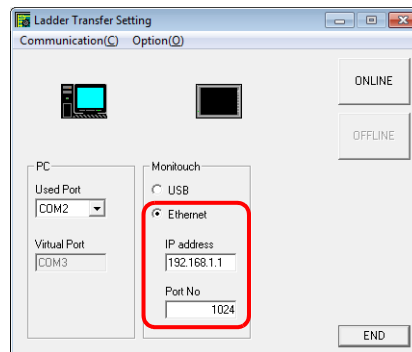 Ladder Transfer Setting
Communication(C) Option(O)
ONLINE
OFFLINE
PC
Used Port
COM2
Virtual Port
COM3
Monitouch
USB
Ethernet
IP address
192.168.1.1
Port No
1024
END